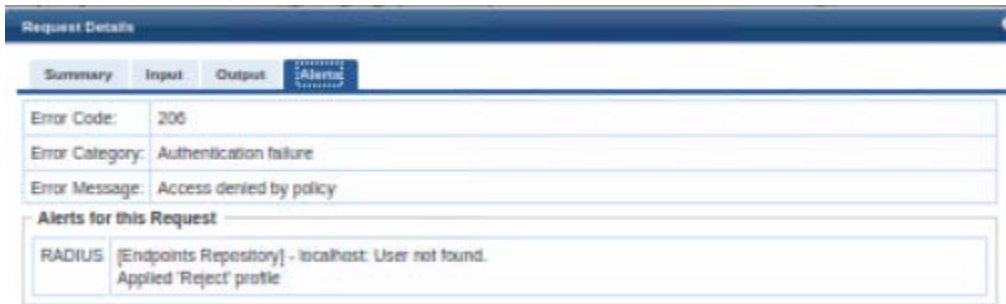 Request Details
Summary Input Output Alerts
Error Code: 206
Error Category: Authentication failure
Error Message: Access denied by policy
Alerts for this Request
RADIUS [Endpoints Repository] - localhost: User not found.
Applied 'Reject' profile